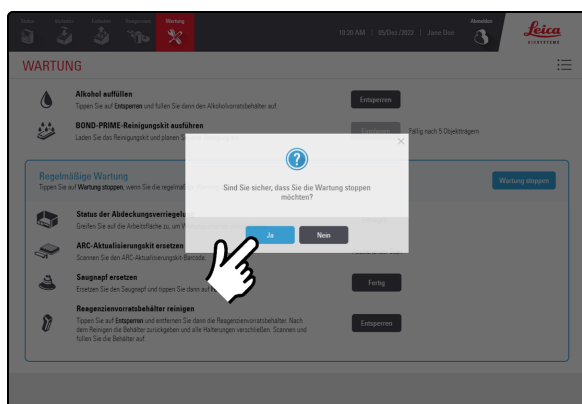 Status
Entladen
Reagenzien
Wartung
10:20 AM | 05/Dez./2022 | Jane Doe
Abmelden
Leica
BIOSYSTEMS
WARTUNG
Alkohol auffüllen
Tippen Sie auf Entsperren und füllen Sie dann den Alkoholvorratsbehälter auf
Entsperren
BOND-PRIME-Reinigungskit ausführen
Laden Sie das Reinigungskit und planen S
Fällig nach 5 Objektträgern
Sind Sie sicher, dass Sie die Wartung stoppen
möchten?
Ja
Nein
Regelmäßige Wartung
Tippen Sie auf Wartung stoppen, wenn Sie die regelmäß
Wartung stoppen
Status der Abdeckungsverriegelu
Greifen Sie auf die Arbeitsfläche zu, um W
ARC-Aktualisierungskit ersetzen
Scannen Sie den ARC-Aktualisierungskit-Barcode.
Saugnapf ersetzen
Ersetzen Sie den Saugnapf und tippen Sie dann auf
Fertig
Reagenzienvorratsbehälter reinigen
Tippen Sie auf Entsperren und entfernen Sie dann die Reagenzienvorratsbehälter. Nach
dem Reinigen die Behälter zurückgeben und alle Halterungen verschließen. Scannen und
füllen Sie die Behälter auf
Entsperren